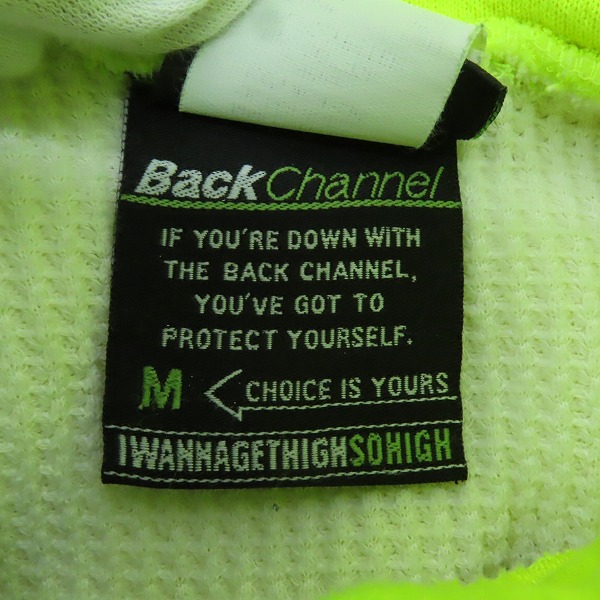 Back Channel
IF YOU'RE DOWN WITH
THE BACK CHANNEL,
YOU'VE GOT TO
PROTECT YOURSELF.
M CHOICE IS YOURS
IWANNAGETHIGHSOHIGH